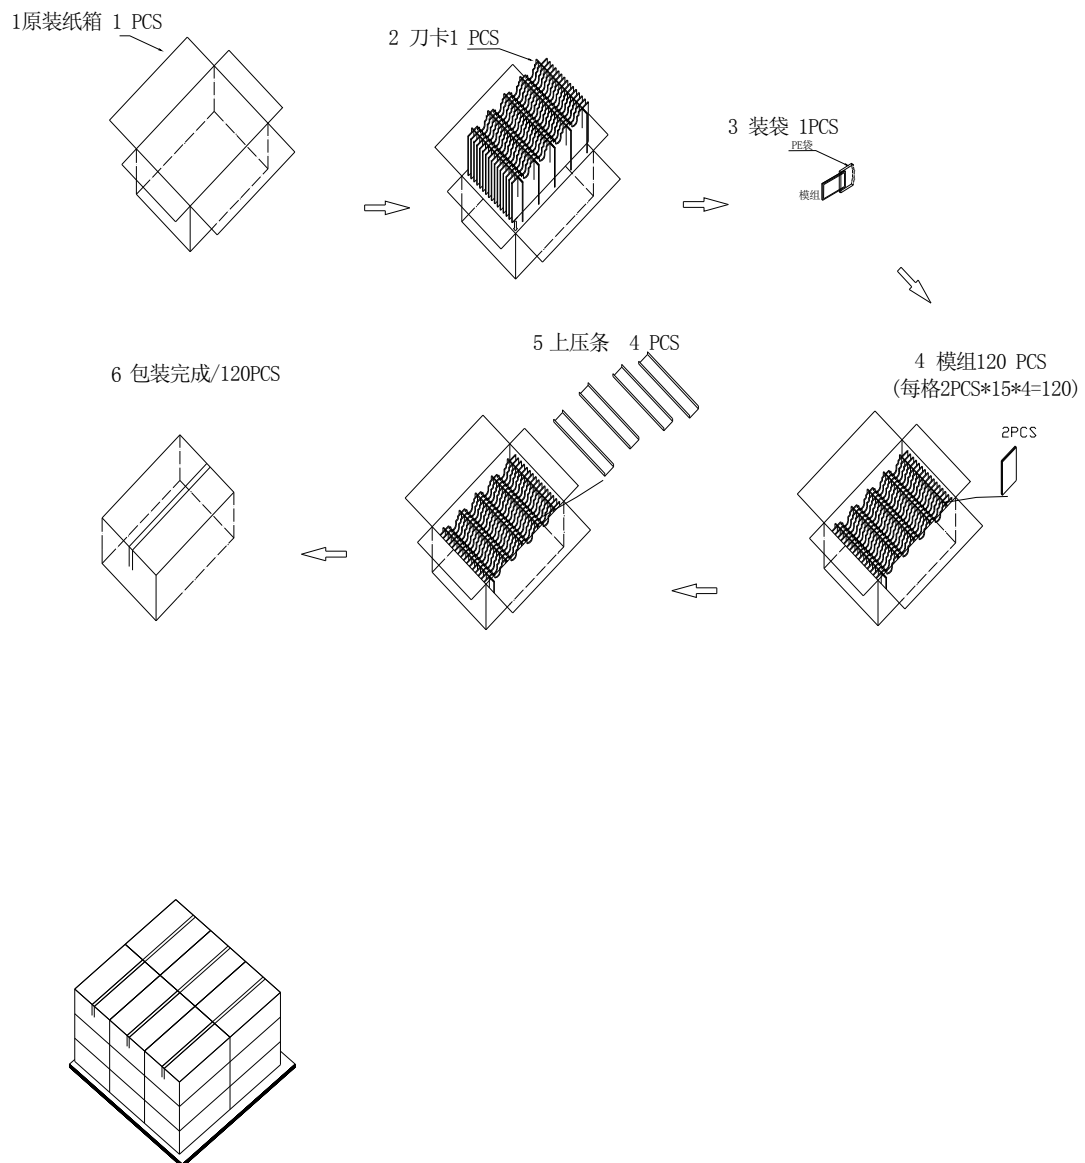 1原装纸箱 1 PCS
2 刀卡1 PCS
3 装袋 1PCS
PE袋
模组
4 模组120 PCS
(每格2PCS*15*4=120)
2PCS
5 上压条 4 PCS
6 包装完成/120PCS